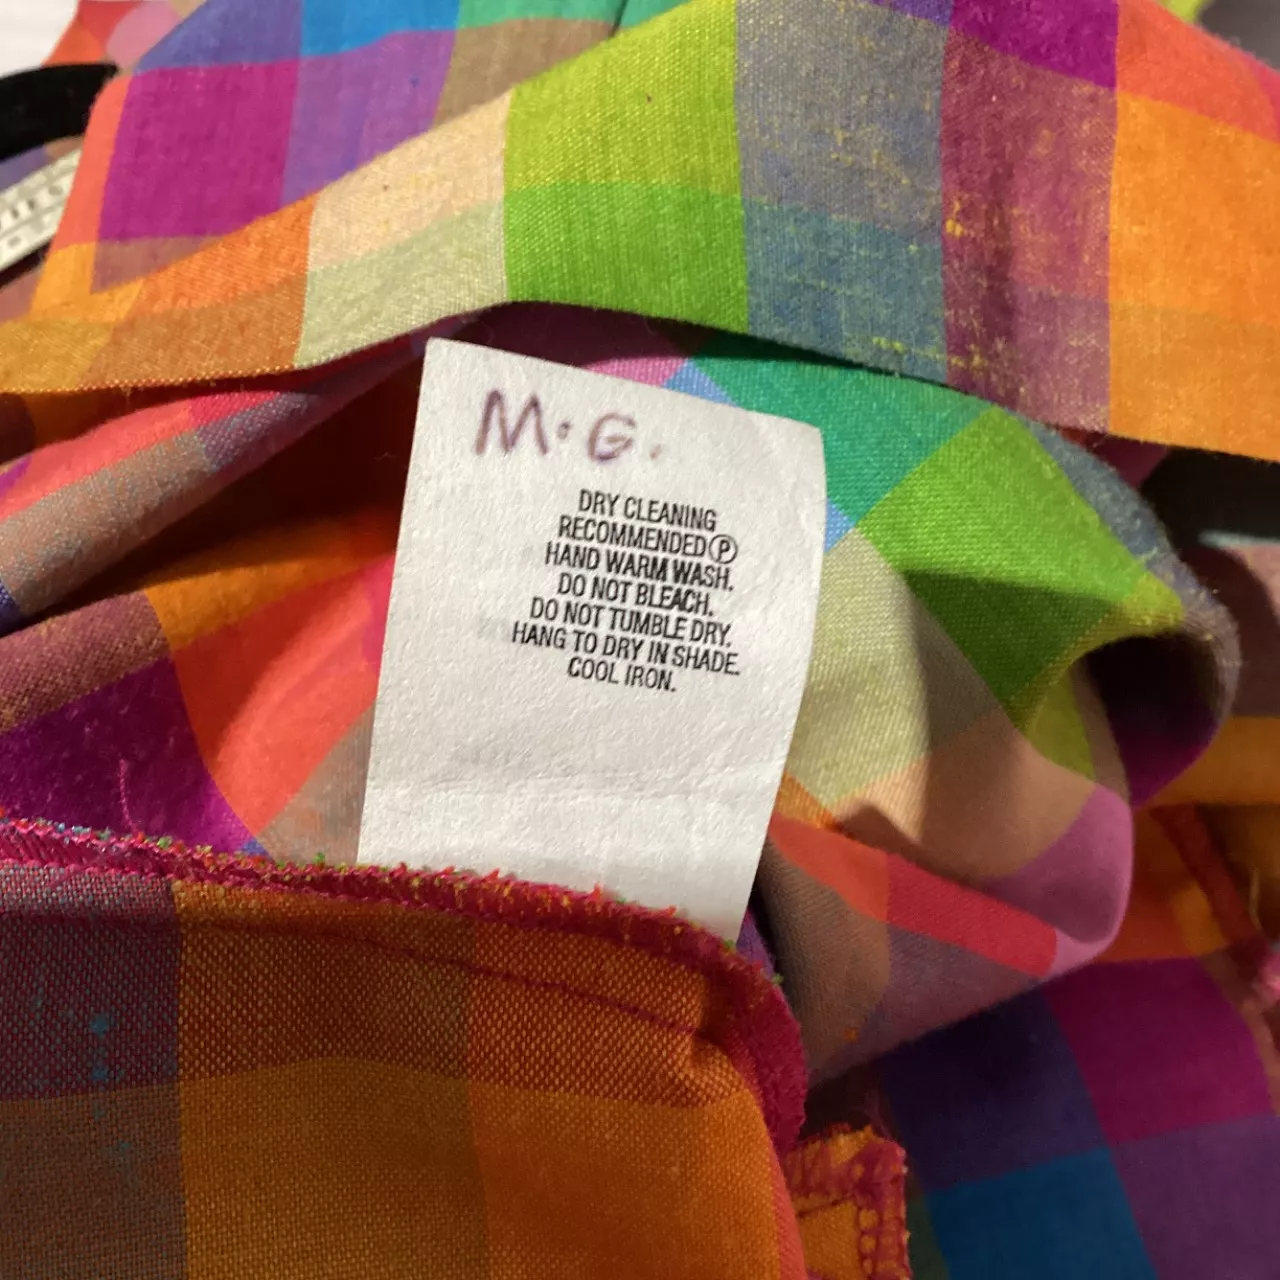 M.G.
DRY CLEANING
RECOMMENDED Ⓟ
HAND WARM WASH.
DO NOT BLEACH.
DO NOT TUMBLE DRY.
HANG TO DRY IN SHADE.
COOL IRON.